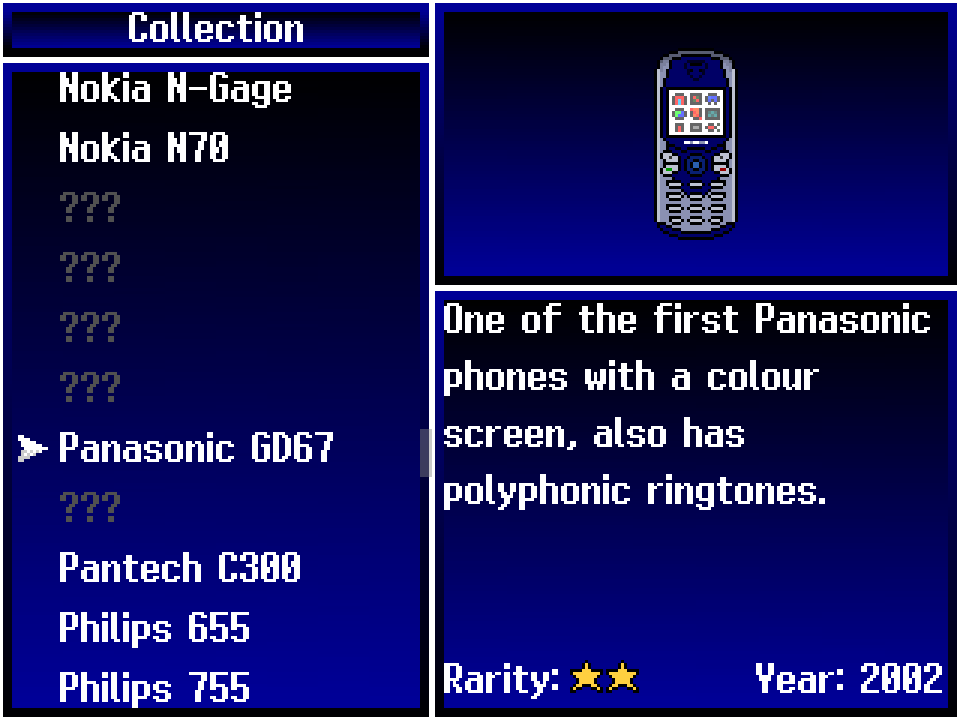 Collection
Nokia N-Gage
Nokia N70
???
???
???
???
Panasonic GD67
???
Pantech C300
Philips 655
Philips 755
One of the first Panasonic
phones with a colour
screen, also has
polyphonic ringtones.
Rarity:
Year: 2002